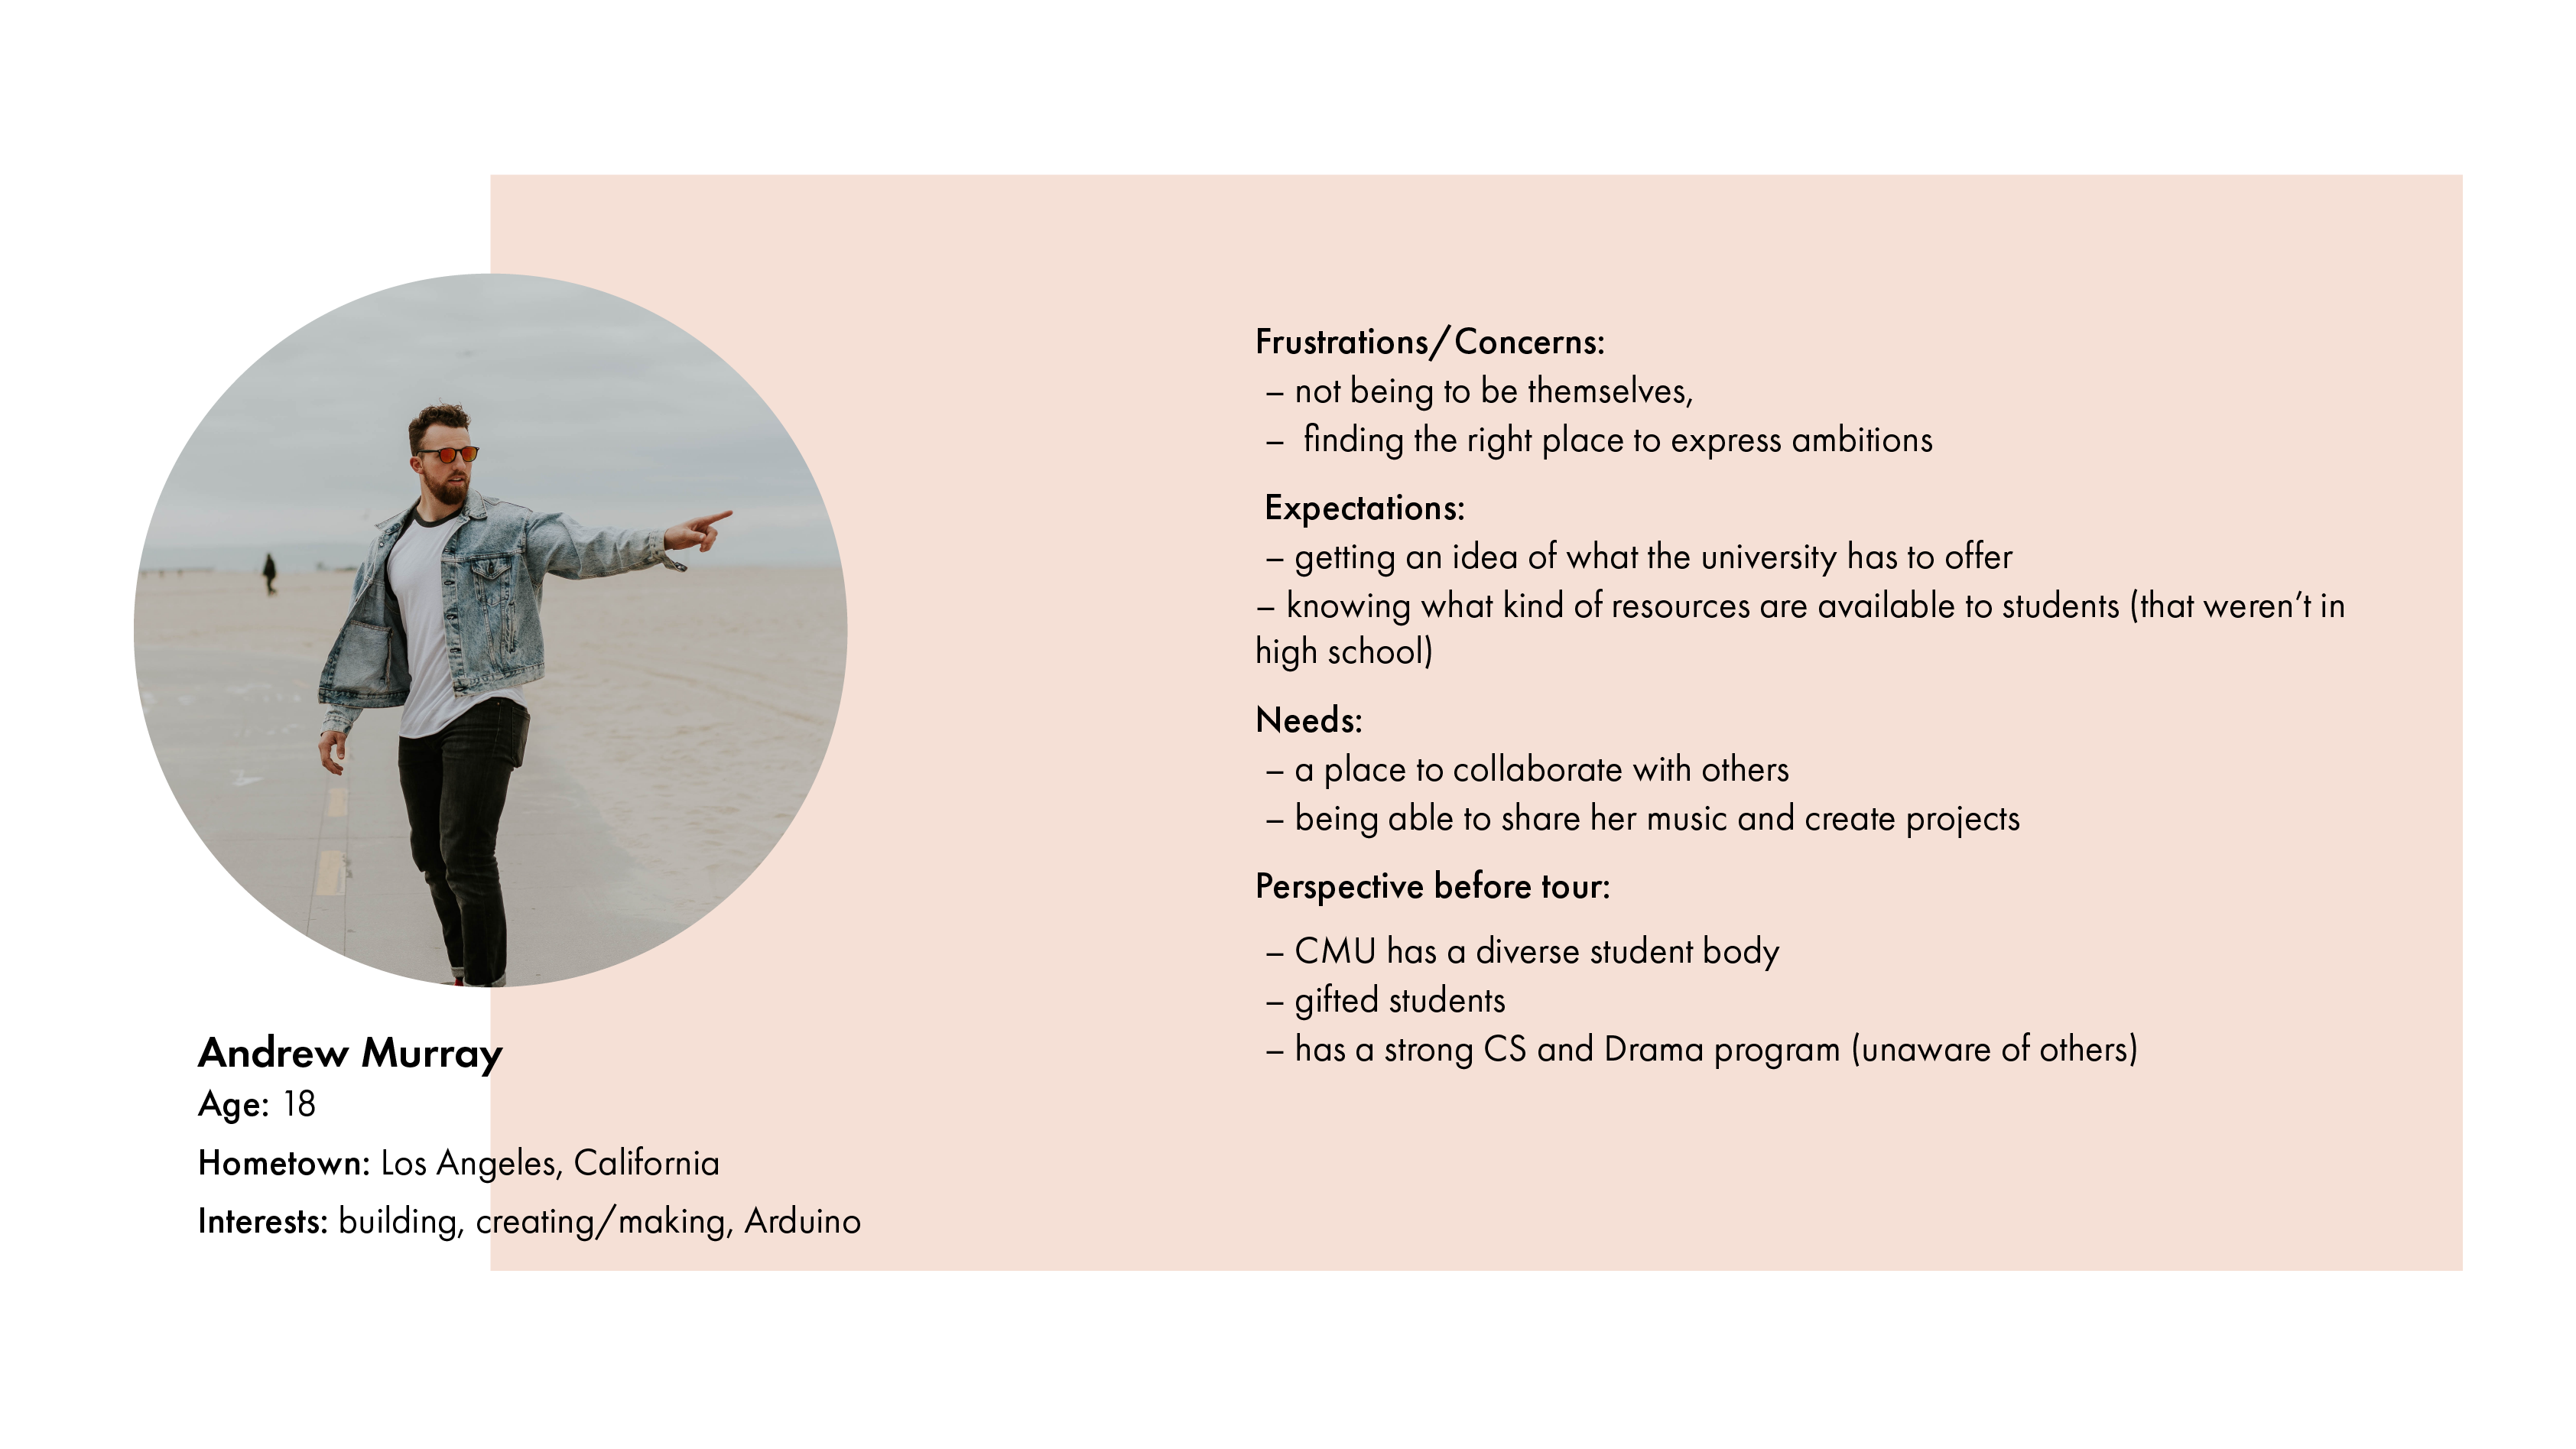 Frustrations/Concerns:
– not being to be themselves,
– finding the right place to express ambitions
Expectations:
– getting an idea of what the university has to offer
– knowing what kind of resources are available to students (that weren’t in
high school)
Needs:
– a place to collaborate with others
– being able to share her music and create projects
Perspective before tour:
– CMU has a diverse student body
– gifted students
– has a strong CS and Drama program (unaware of others)
Andrew Murray
Age: 18
Hometown: Los Angeles, California
Interests: building, creating/making, Arduino